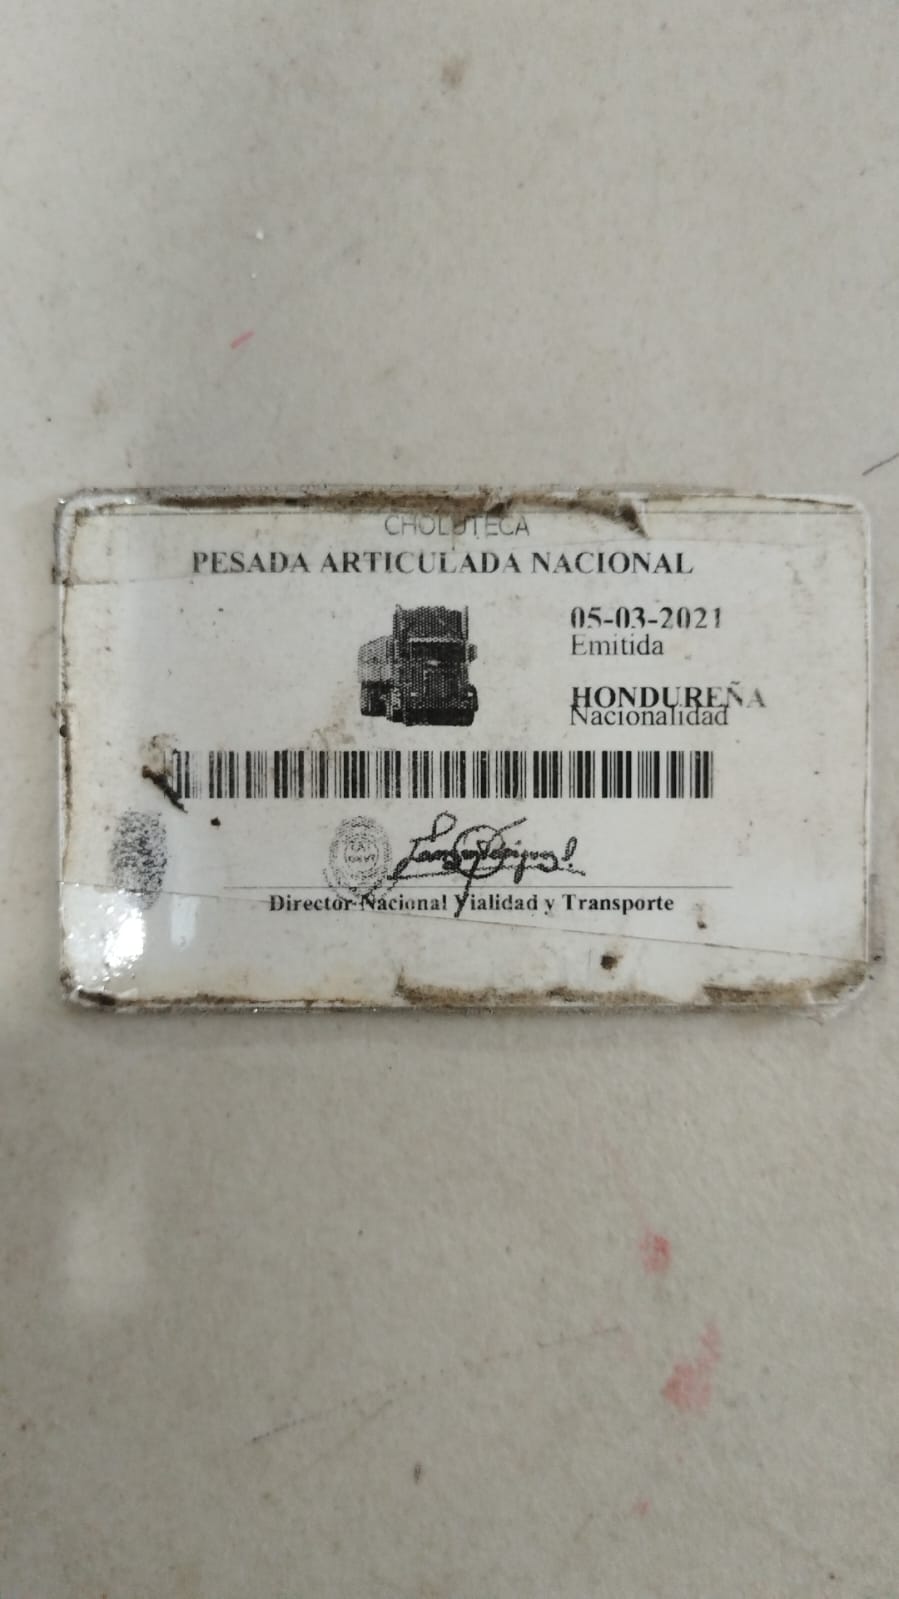 CHOLUTECA
PESADA ARTICULADA NACIONAL
05-03-2021
Emitida
HONDUREÑA
Nacionalidad
Director Nacional Vialidad y Transporte